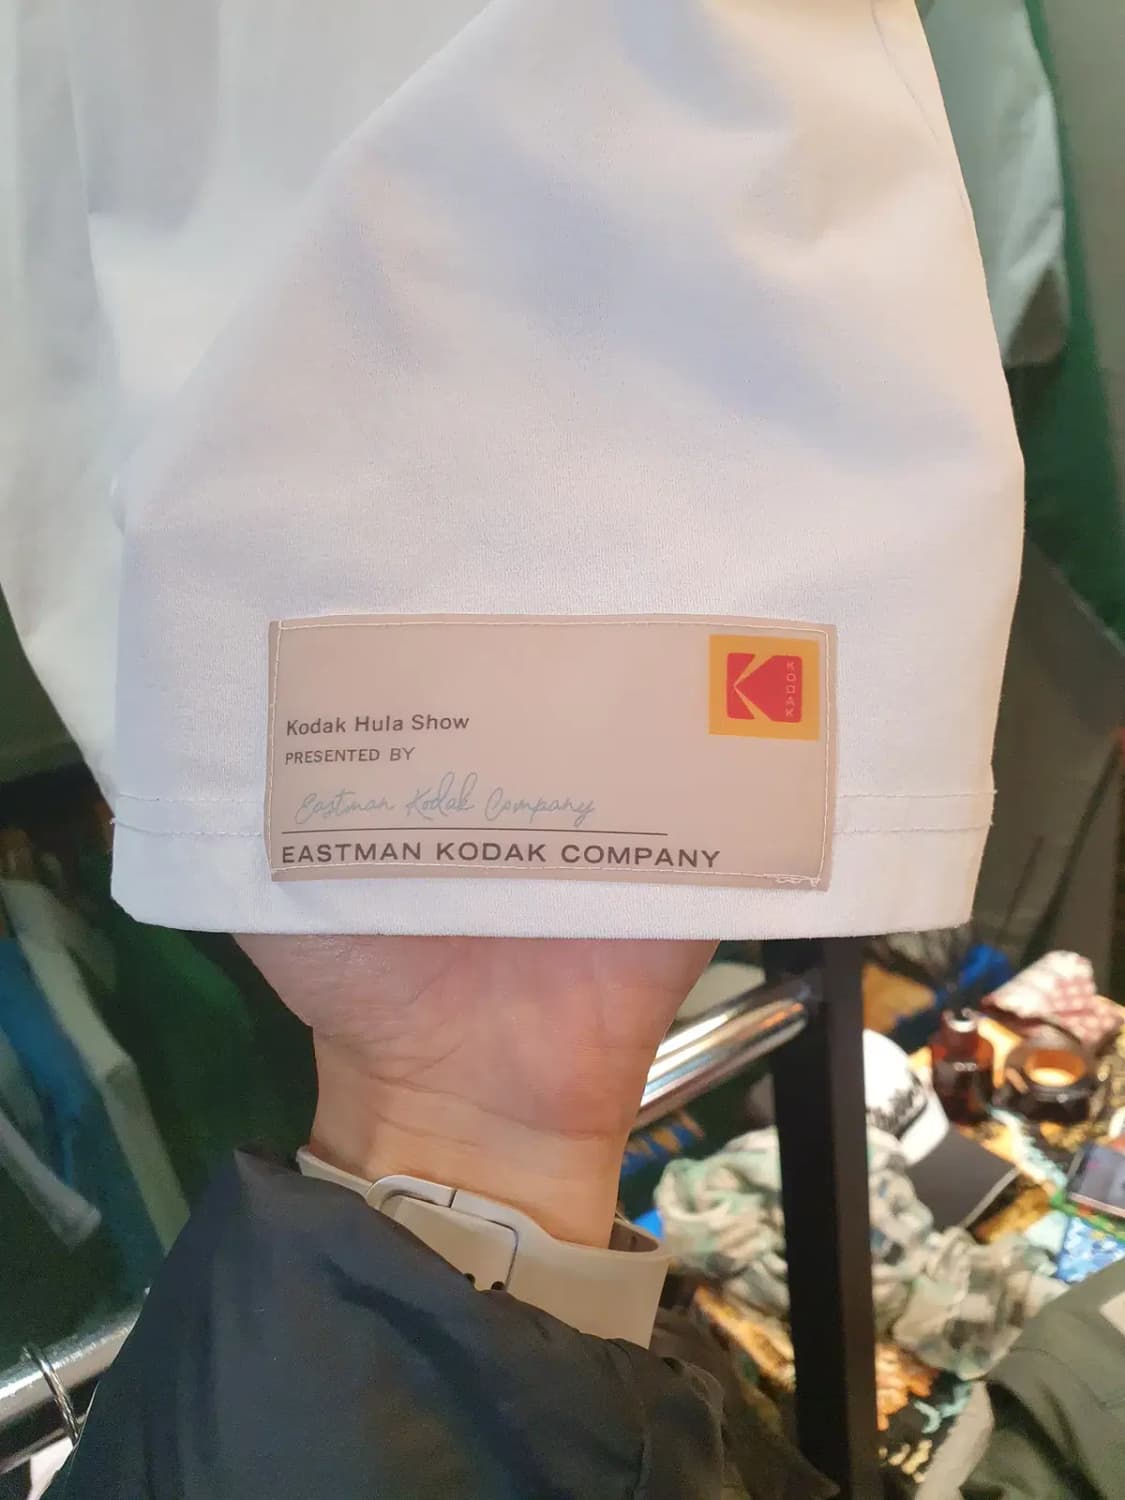 KODAK
Kodak Hula Show
PRESENTED BY
Eastman Kodak Company
EASTMAN KODAK COMPANY